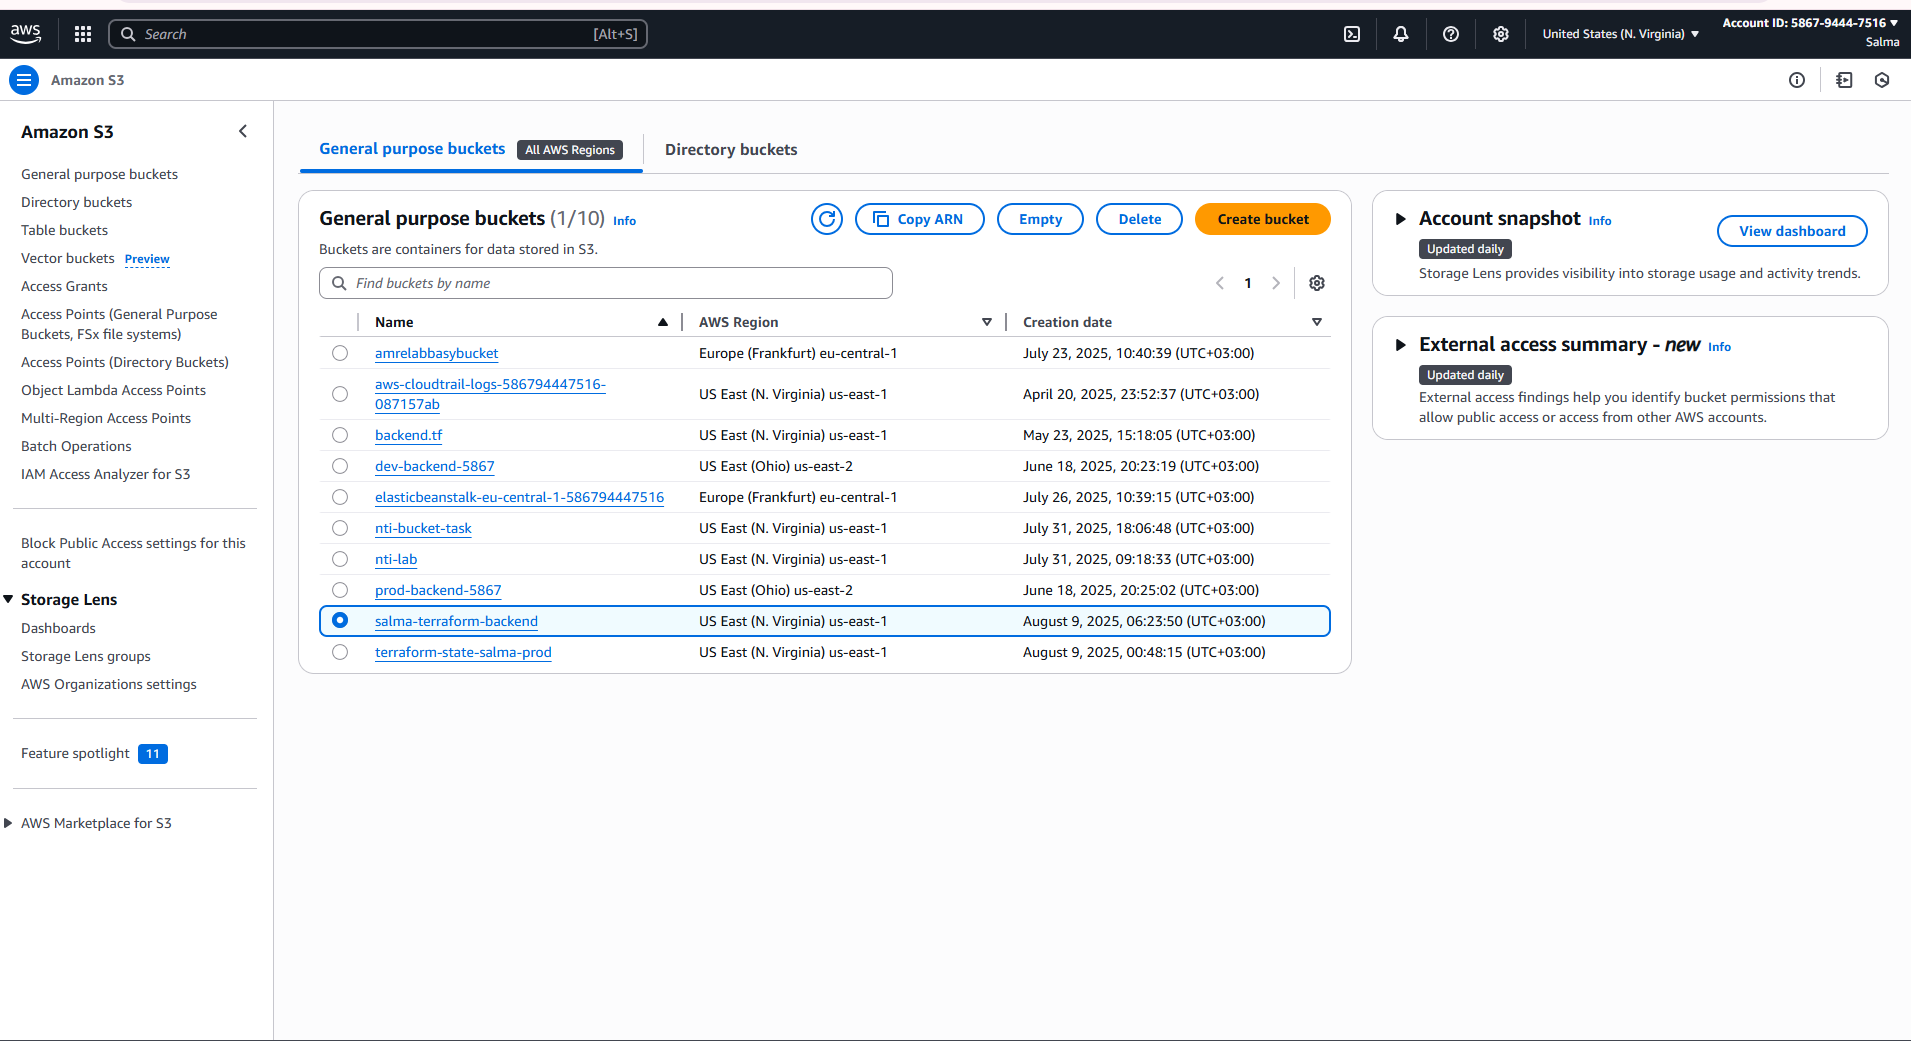 aws
Search [Alt+S]
United States (N. Virginia)
Account ID: 5867-9444-7516
Salma
Amazon S3
Amazon S3
General purpose buckets
Directory buckets
Table buckets
Vector buckets Preview
Access Grants
Access Points (General Purpose
Buckets, FSx file systems)
Access Points (Directory Buckets)
Object Lambda Access Points
Multi-Region Access Points
Batch Operations
IAM Access Analyzer for S3
Block Public Access settings for this
account
Storage Lens
Dashboards
Storage Lens groups
AWS Organizations settings
Feature spotlight 11
AWS Marketplace for S3
General purpose buckets All AWS Regions Directory buckets
General purpose buckets (1/10) Info Copy ARN Empty Delete Create bucket
Buckets are containers for data stored in S3.
Find buckets by name
1
Name AWS Region Creation date
amrelabbasybucket Europe (Frankfurt) eu-central-1 July 23, 2025, 10:40:39 (UTC+03:00)
aws-cloudtrail-logs-586794447516-
087157ab US East (N. Virginia) us-east-1 April 20, 2025, 23:52:37 (UTC+03:00)
backend.tf US East (N. Virginia) us-east-1 May 23, 2025, 15:18:05 (UTC+03:00)
dev-backend-5867 US East (Ohio) us-east-2 June 18, 2025, 20:23:19 (UTC+03:00)
elasticbeanstalk-eu-central-1-586794447516 Europe (Frankfurt) eu-central-1 July 26, 2025, 10:39:15 (UTC+03:00)
nti-bucket-task US East (N. Virginia) us-east-1 July 31, 2025, 18:06:48 (UTC+03:00)
nti-lab US East (N. Virginia) us-east-1 July 31, 2025, 09:18:33 (UTC+03:00)
prod-backend-5867 US East (Ohio) us-east-2 June 18, 2025, 20:25:02 (UTC+03:00)
salma-terraform-backend US East (N. Virginia) us-east-1 August 9, 2025, 06:23:50 (UTC+03:00)
terraform-state-salma-prod US East (N. Virginia) us-east-1 August 9, 2025, 00:48:15 (UTC+03:00)
Account snapshot Info
Updated daily
View dashboard
Storage Lens provides visibility into storage usage and activity trends.
External access summary - new Info
Updated daily
External access findings help you identify bucket permissions that
allow public access or access from other AWS accounts.